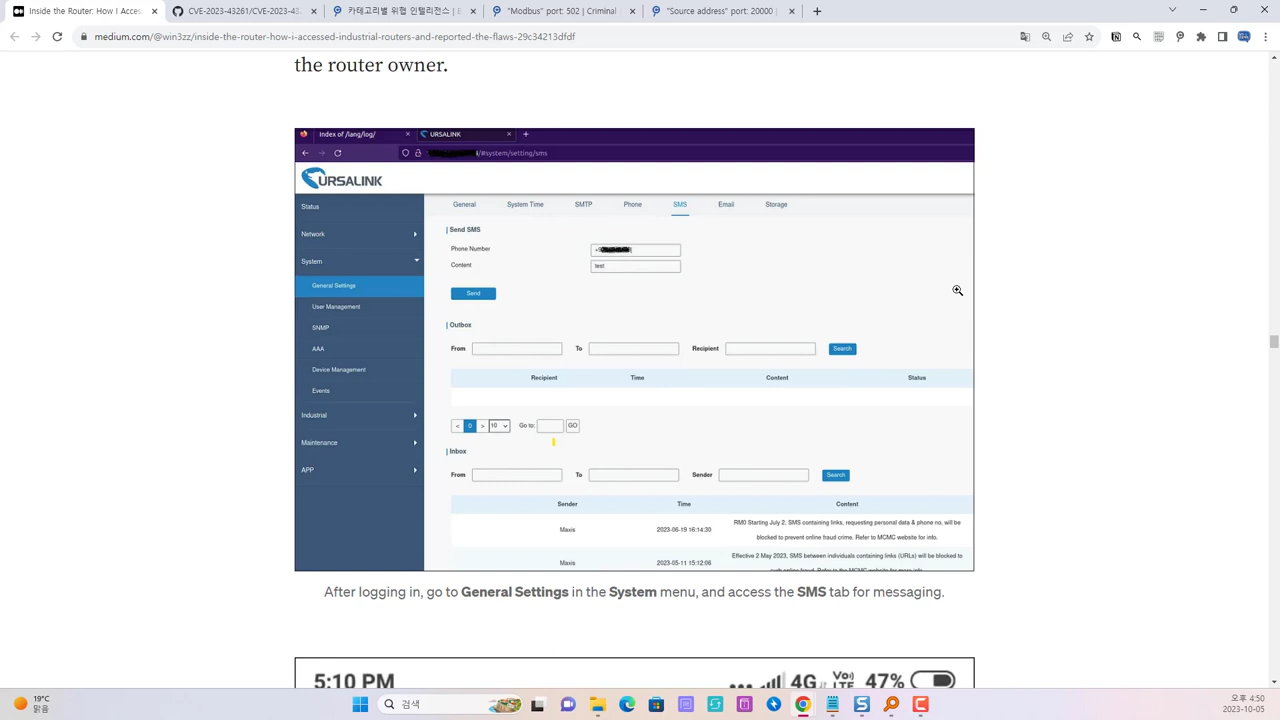 Inside the Router: How I Acces
CVE-2023-43261/CVE-2023-43
카테고리별 위협 인텔리전스 |
"Modbus" port: 502 | Criminal
"Source address" port: 20000 |
medium.com/@win3zz/inside-the-router-how-i-accessed-industrial-routers-and-reported-the-flaws-29c34213dfdf
the router owner.
Index of /lang/log/
URSALINK
/#system/setting/sms
URSALINK
Status
Network
System
General Settings
User Management
SNMP
AAA
Device Management
Events
Industrial
Maintenance
APP
General System Time SMTP Phone SMS Email Storage
Send SMS
Phone Number
Content test
Send
Outbox
From To Recipient Search
Recipient Time Content Status
< 0 > 10 Go to: GO
Inbox
From To Sender Search
Sender Time Content
RM0 Starting July 2, SMS containing links, requesting personal data & phone no. will be
Maxis 2023-06-19 16:14:30
blocked to prevent online fraud crime. Refer to MCMC website for info.
Effective 2 May 2023, SMS between individuals containing links (URLs) will be blocked to
Maxis 2023-05-11 15:12:06
After logging in, go to General Settings in the System menu, and access the SMS tab for messaging.
5:10 PM 4G Vo) LTE 47%
19°C
맑음
검색
오후 4:50
2023-10-05